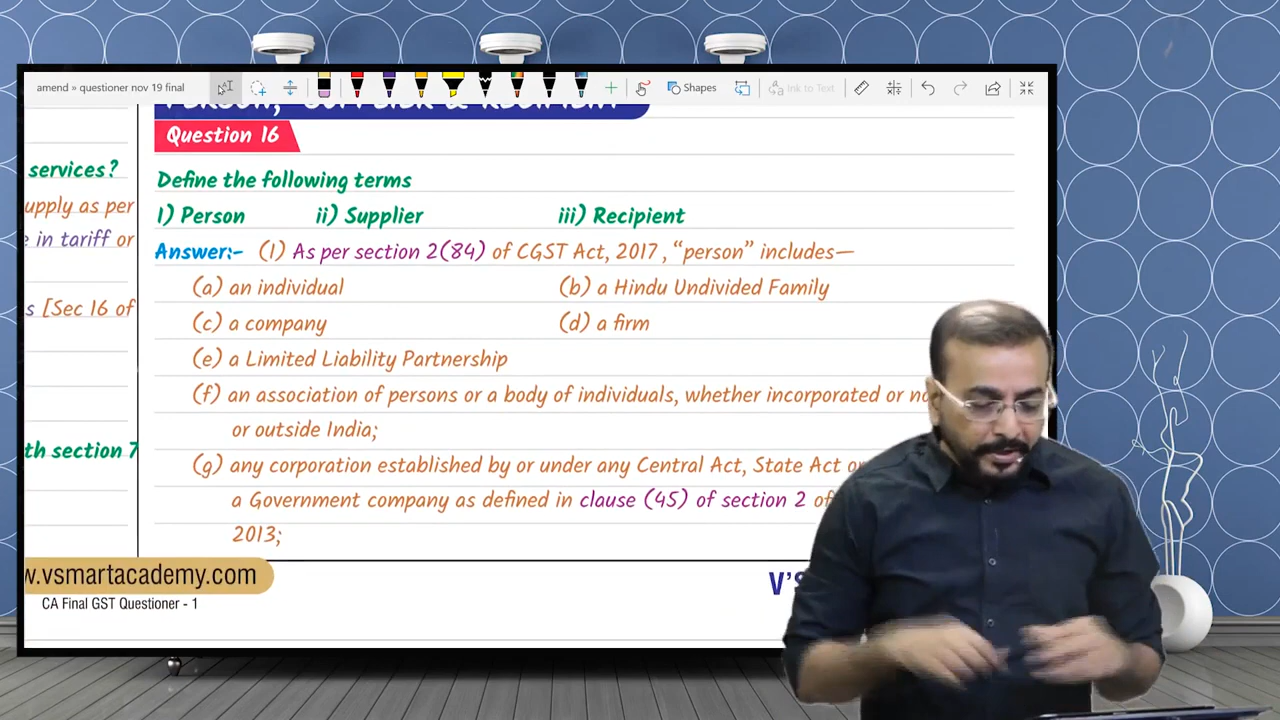 amend » questioner nov 19 final
Shapes
Ink to Text
PERSON, SUPPLIER & RECIPIENT
Question 16
services?
upply as per
e in tariff or
s [Sec 16 of
th section 7
Define the following terms
1) Person ii) Supplier iii) Recipient
Answer:- (1) As per section 2(84) of CGST Act, 2017, “person” includes—
(a) an individual (b) a Hindu Undivided Family
(c) a company (d) a firm
(e) a Limited Liability Partnership
(f) an association of persons or a body of individuals, whether incorporated or
or outside India;
(g) any corporation established by or under any Central Act, State Act or
a Government company as defined in clause (45) of section 2 of
2013;
w.vsmartacademy.com
CA Final GST Questioner - 1
V'S